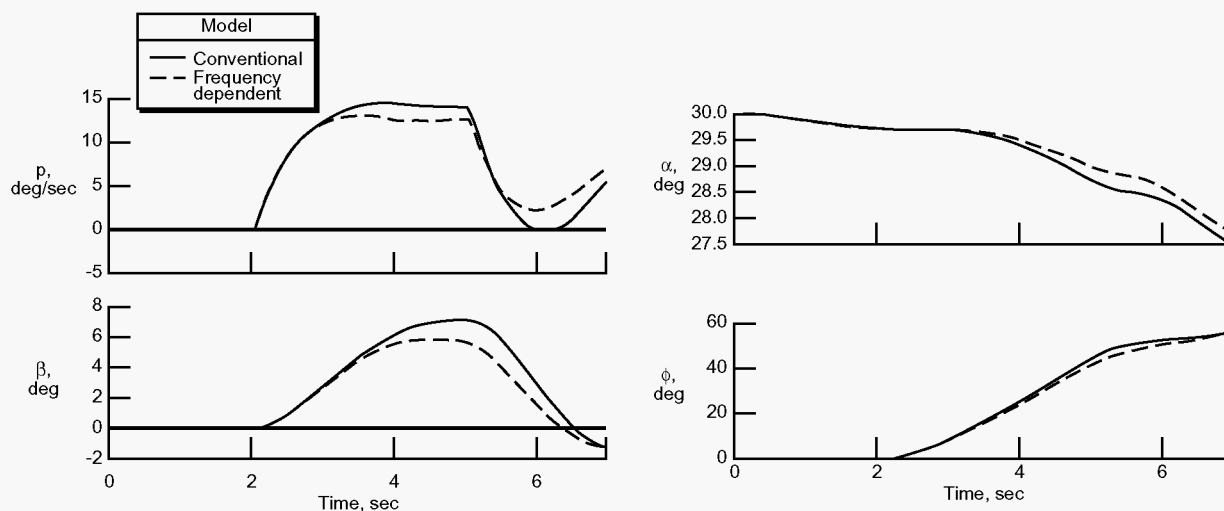 Model
Conventional
Frequency
dependent
15
10
p,
deg/sec
5
0
-5
8
6
β,
deg
4
2
0
-2
0
2
4
6
Time, sec
30.0
29.5
29.0
α,
deg
28.5
28.0
27.5
60
40
ϕ,
deg
20
0
0
2
4
6
Time, sec